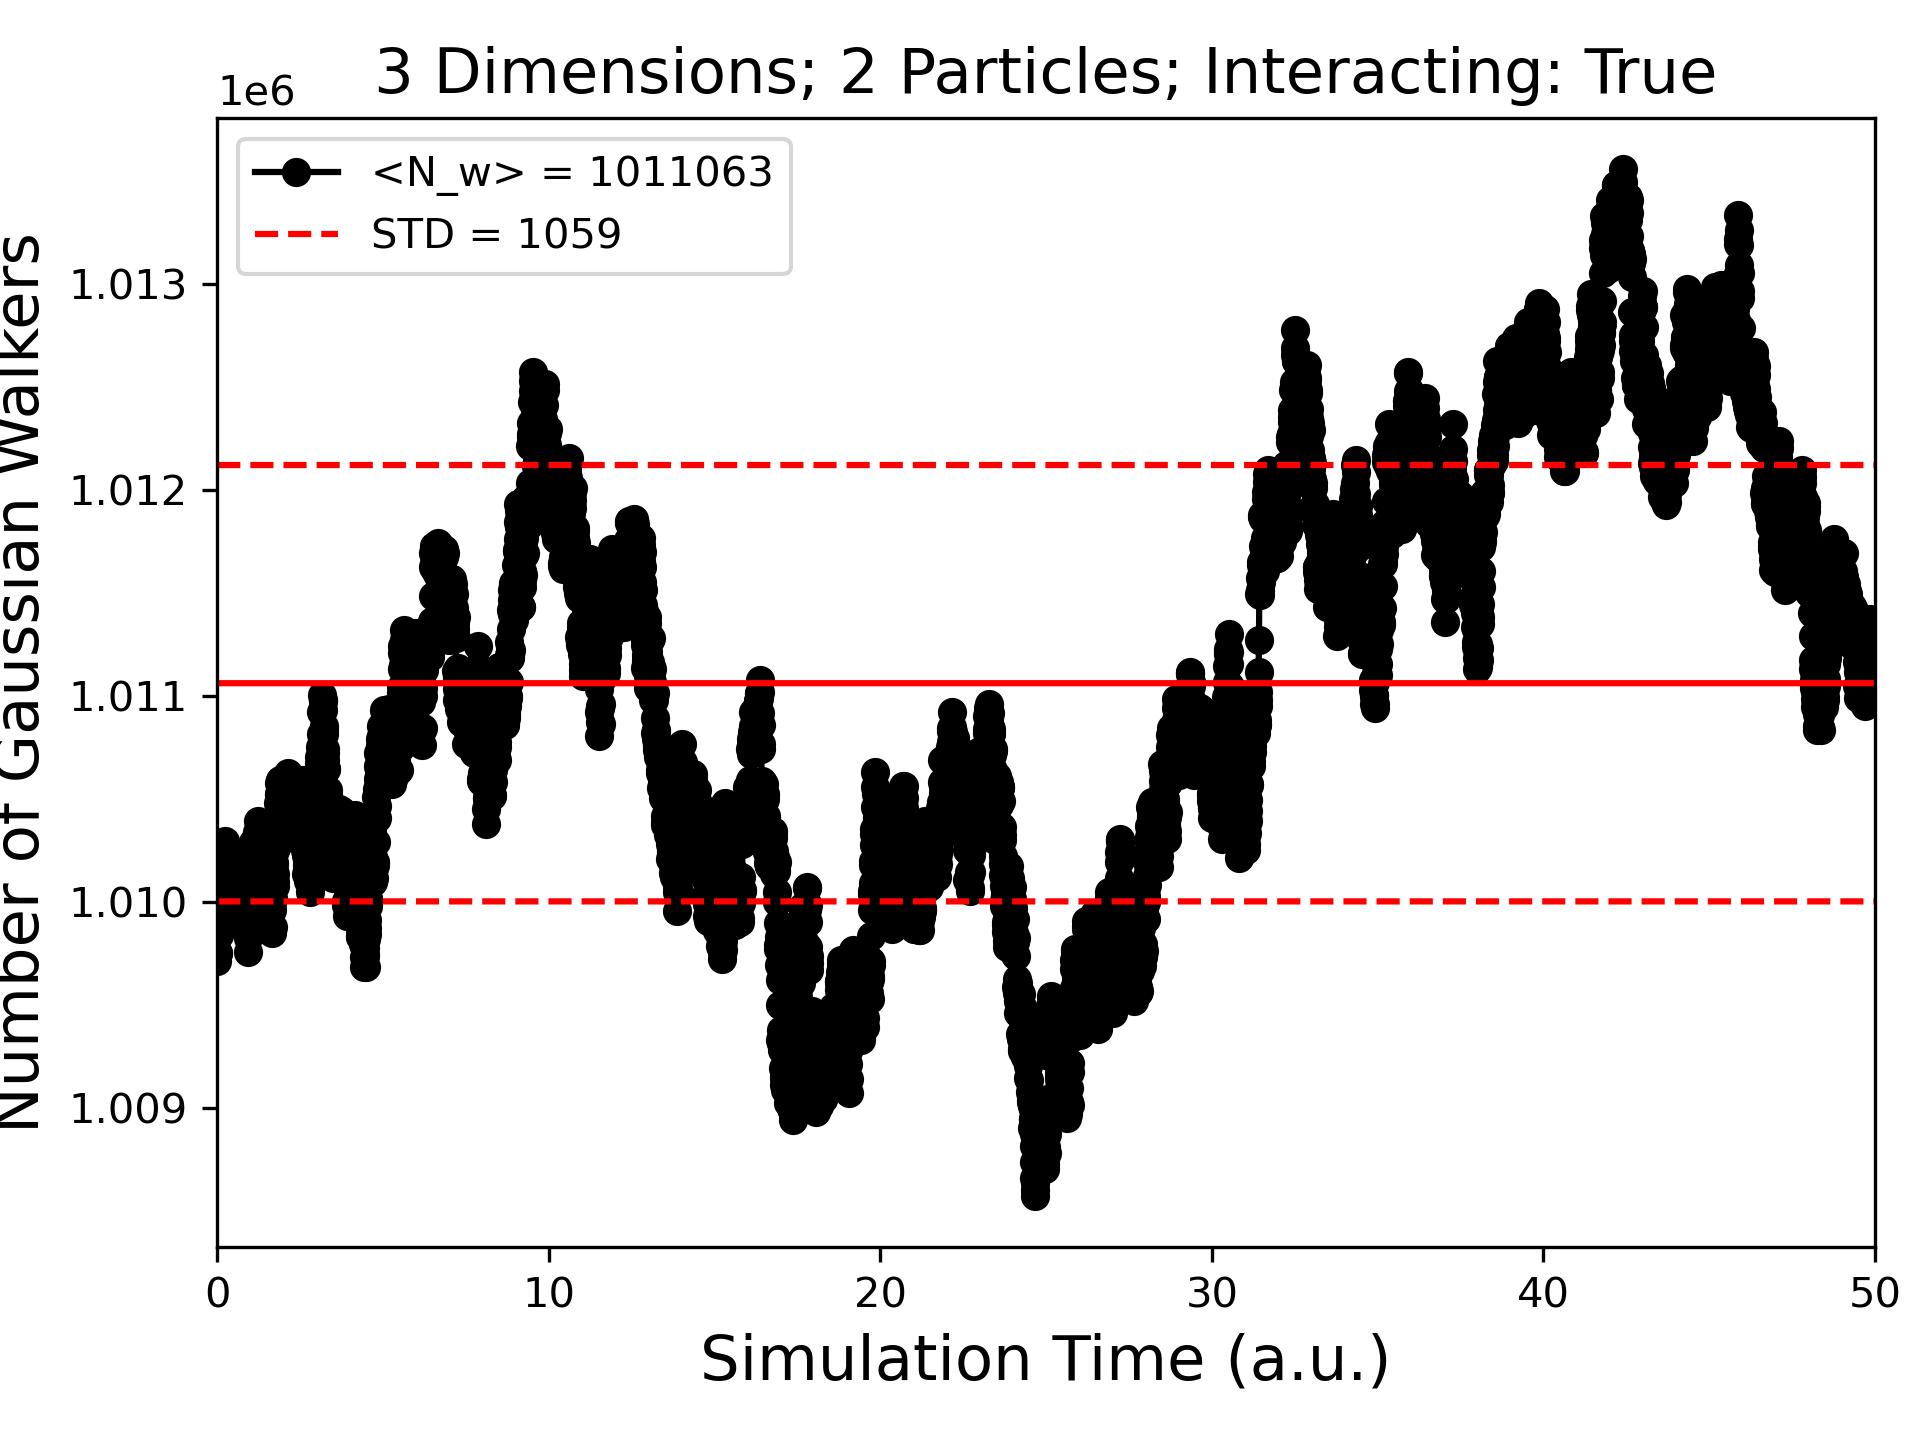 3 Dimensions; 2 Particles; Interacting: True
1e6
<N_w> = 1011063
STD = 1059
Number of Gaussian Walkers
1.013
1.012
1.011
1.010
1.009
0 10 20 30 40 50
Simulation Time (a.u.)